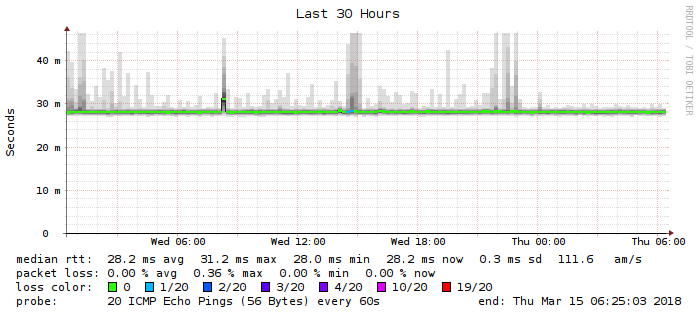 Last 30 Hours
RRDTOOL / TOBI OETIKER
Seconds
40 m
30 m
20 m
10 m
0
Wed 06:00 Wed 12:00 Wed 18:00 Thu 00:00 Thu 06:00
median rtt: 28.2 ms avg 31.2 ms max 28.0 ms min 28.2 ms now 0.3 ms sd 111.6 am/s
packet loss: 0.00 % avg 0.36 % max 0.00 % min 0.00 % now
loss color: 0 1/20 2/20 3/20 4/20 10/20 19/20
probe: 20 ICMP Echo Pings (56 Bytes) every 60s end: Thu Mar 15 06:25:03 2018